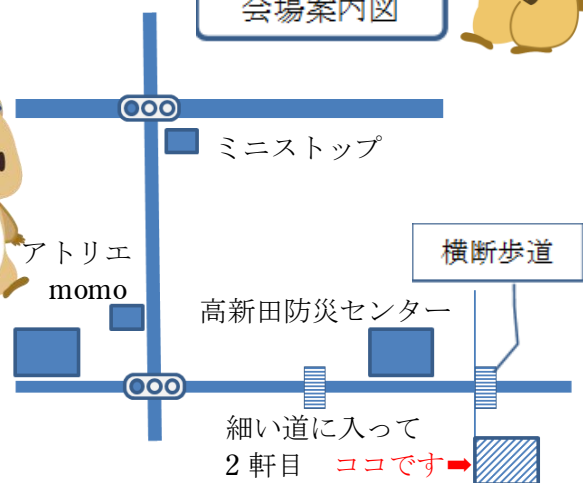 会場案内図
ミニストップ
アトリエ
momo
横断歩道
高新田防災センター
細い道に入って
2軒目 ココです➡